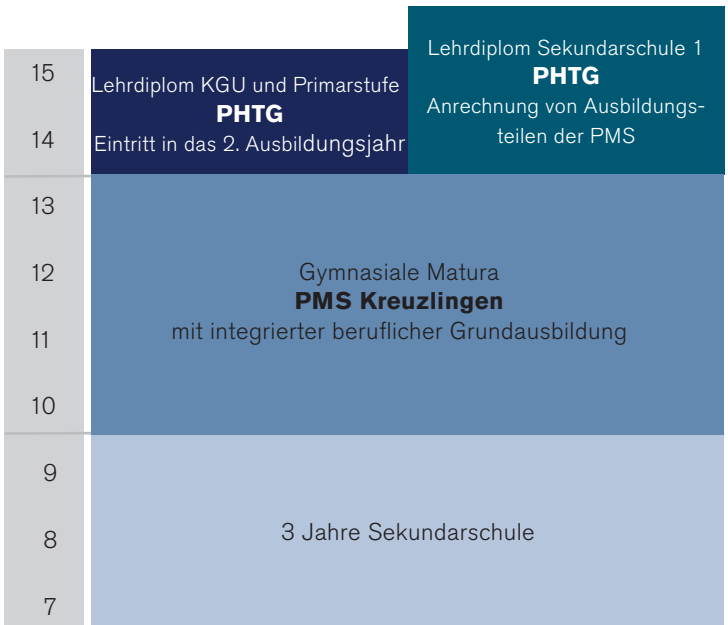 Lehrdiplom Sekundarschule 1
PHTG
Anrechnung von Ausbildungs-
teilen der PMS
15
Lehrdiplom KGU und Primarstufe
PHTG
14
Eintritt in das 2. Ausbildungsjahr
13
12
Gymnasiale Matura
PMS Kreuzlingen
mit integrierter beruflicher Grundausbildung
11
10
9
8
3 Jahre Sekundarschule
7